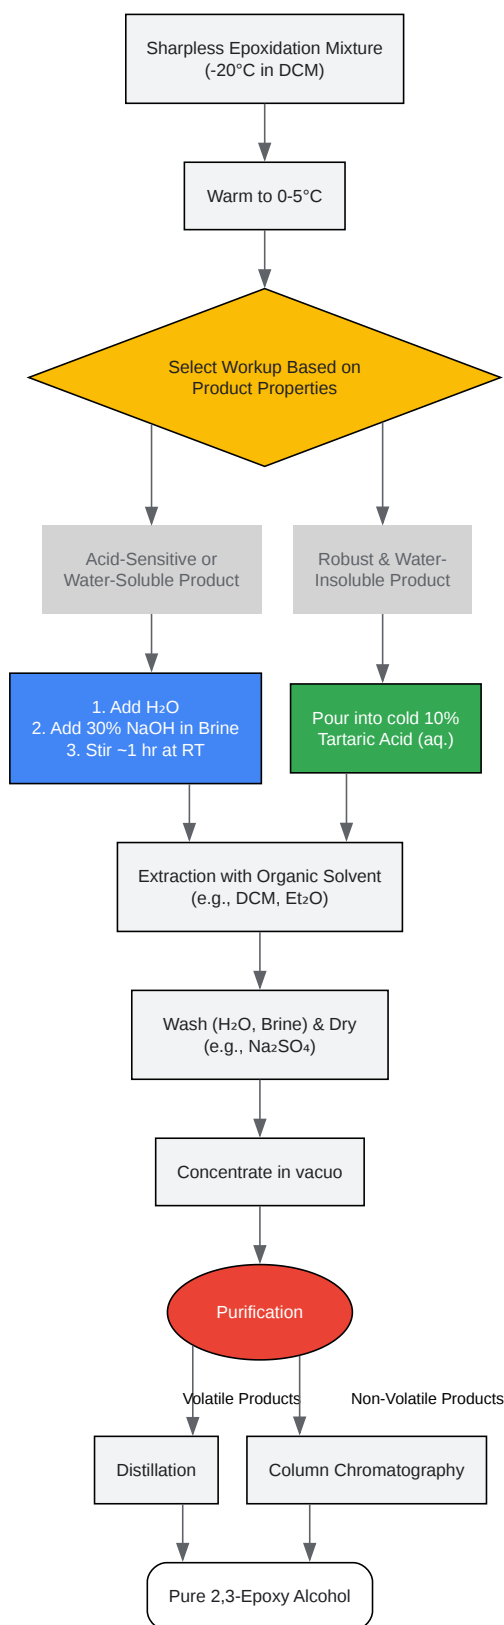 Sharpless Epoxidation Mixture
(-20°C in DCM)
Warm to 0-5°C
Select Workup Based on
Product Properties
Acid-Sensitive or
Water-Soluble Product
Robust & Water-
Insoluble Product
1. Add H₂O
2. Add 30% NaOH in Brine
3. Stir ~1 hr at RT
Pour into cold 10%
Tartaric Acid (aq.)
Extraction with Organic Solvent
(e.g., DCM, Et₂O)
Wash (H₂O, Brine) & Dry
(e.g., Na₂SO₄)
Concentrate in vacuo
Purification
Volatile Products
Non-Volatile Products
Distillation
Column Chromatography
Pure 2,3-Epoxy Alcohol